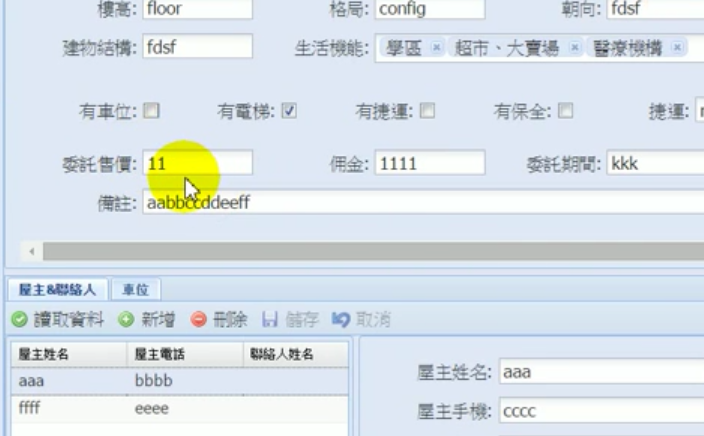 樓高: floor 格局: config 朝向: fdsf
建物結構: fdsf 生活機能: 學區 超市、大賣場 醫療機構
有車位: 有電梯: 有捷運: 有保全: 捷運:
委託售價: 11 佣金: 1111 委託期間: kkk
備註: aabbccddeeff
屋主&聯絡人 車位
讀取資料 新增 刪除 儲存 取消
屋主姓名 屋主電話 聯絡人姓名
aaa bbbb
ffff eeee
屋主姓名: aaa
屋主手機: cccc